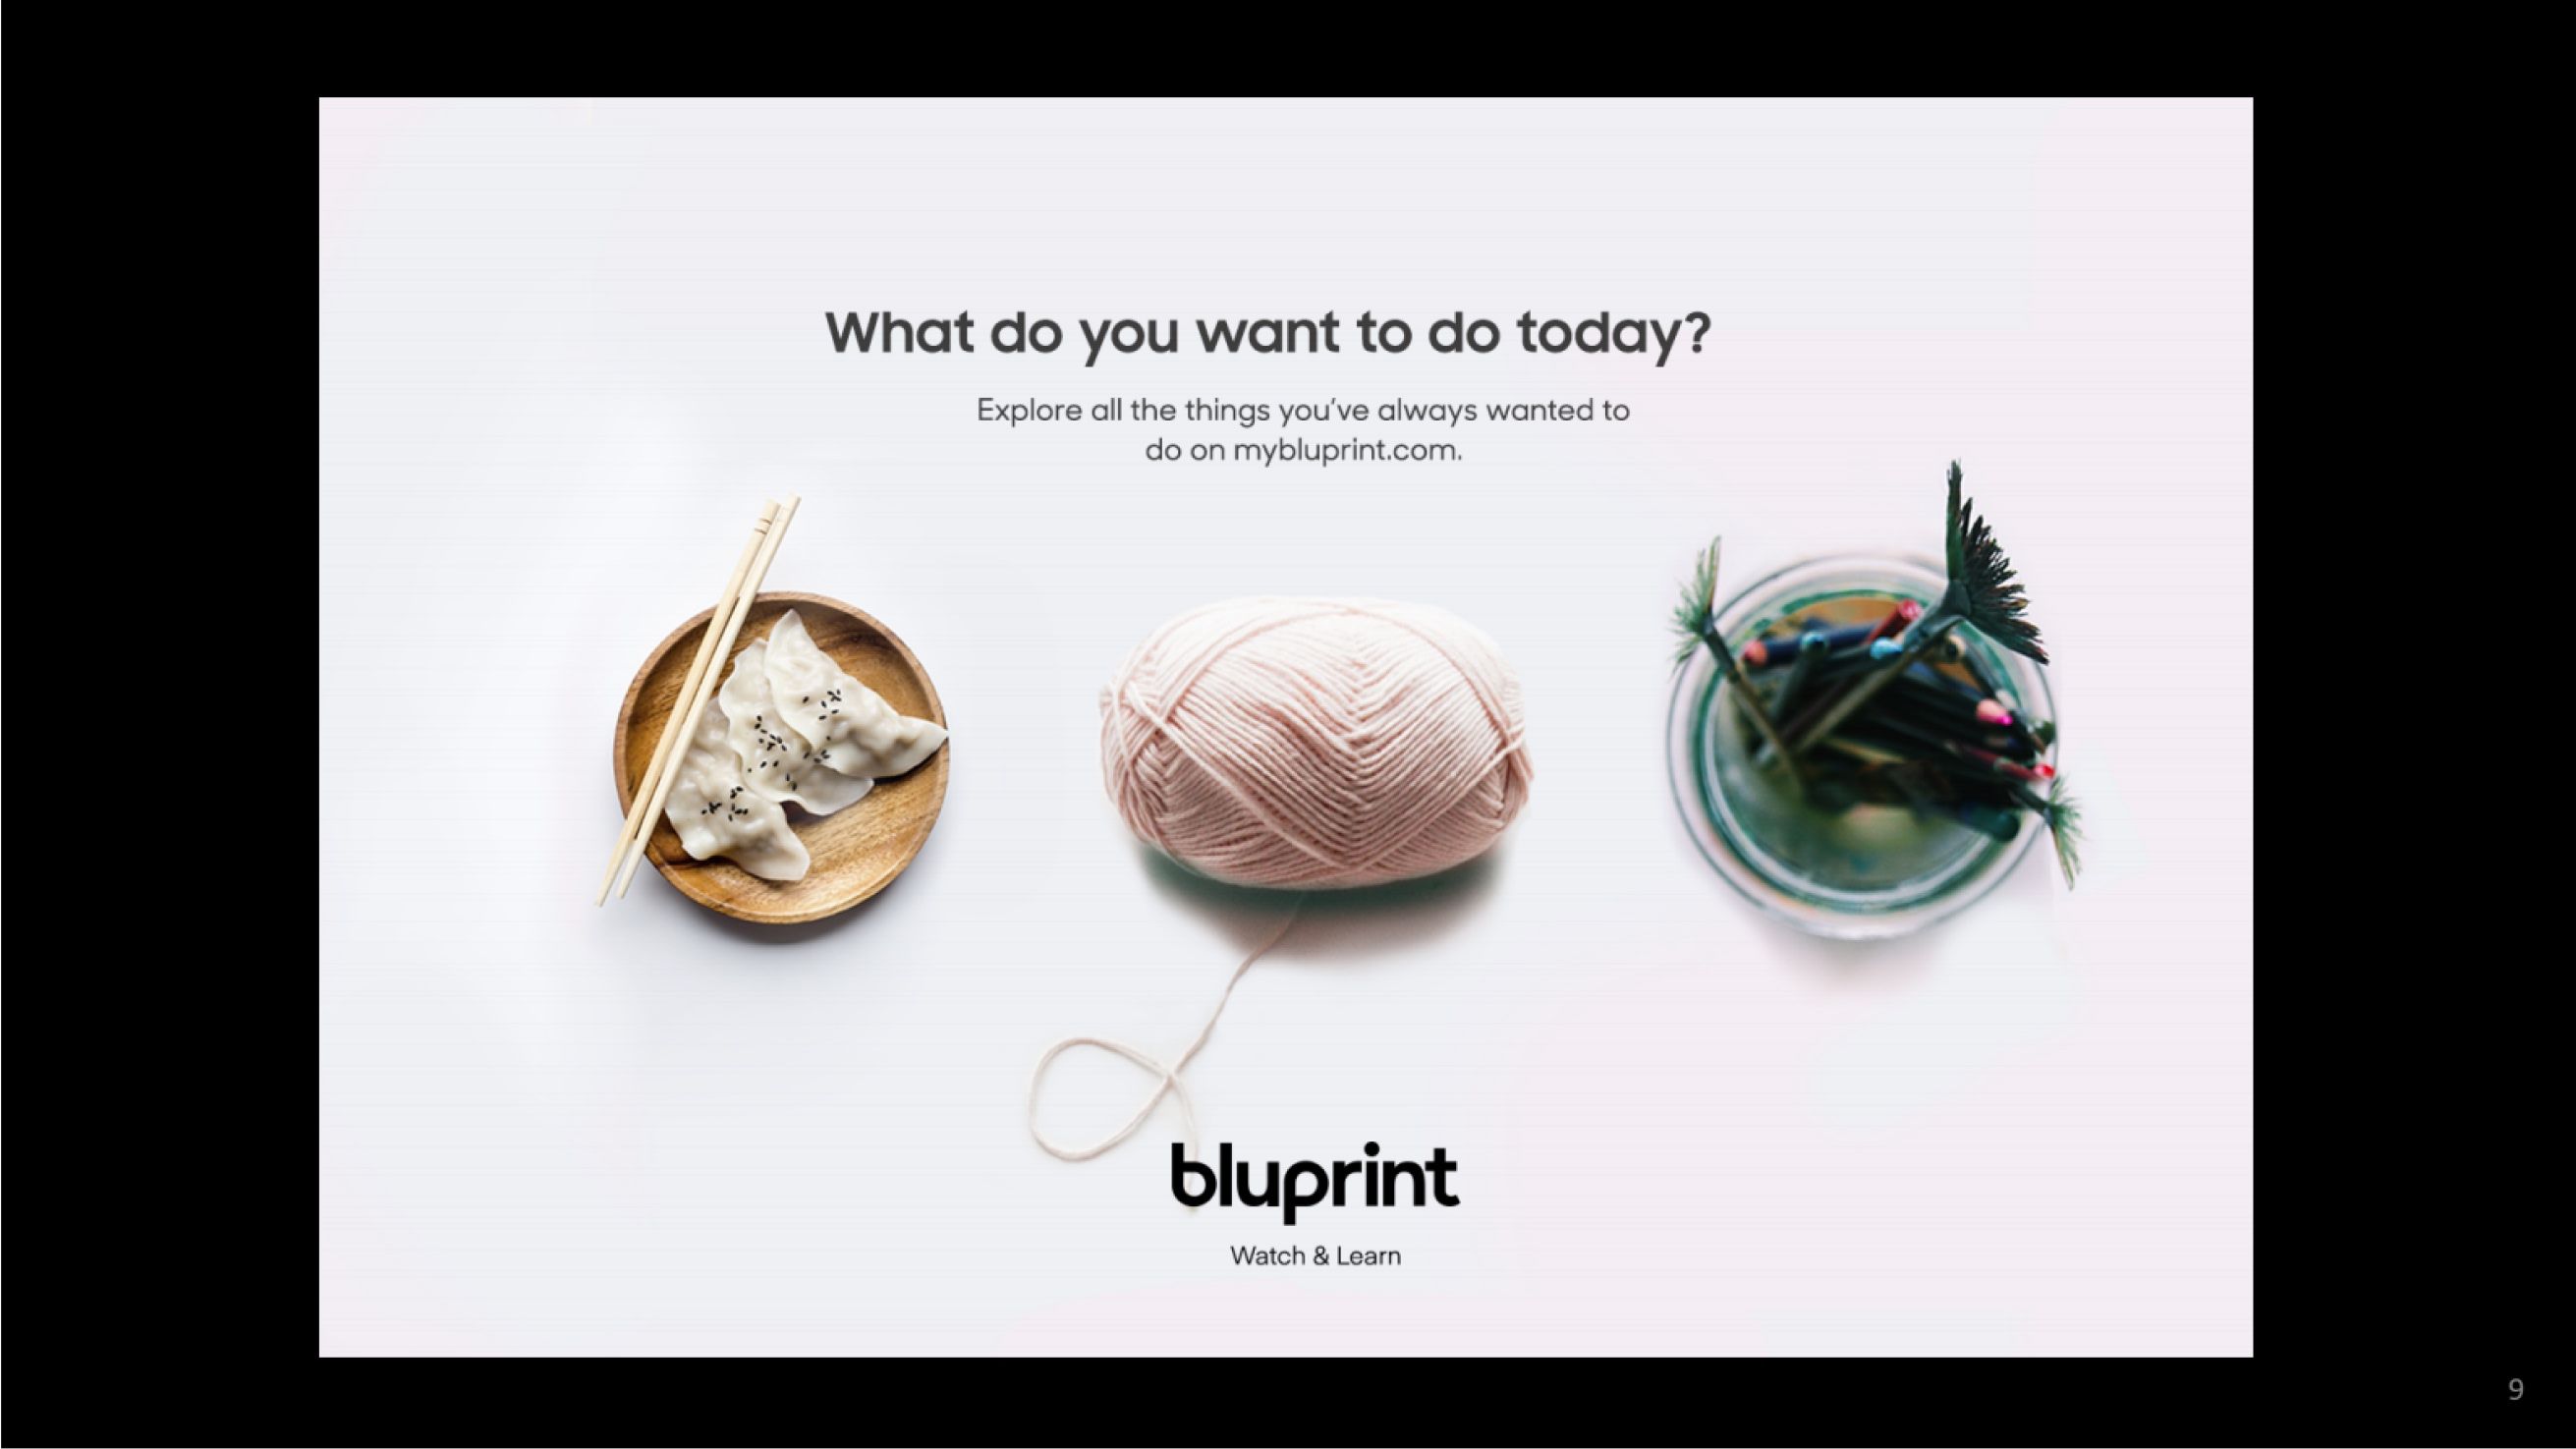 What do you want to do today?
Explore all the things you've always wanted to
do on mybluprint.com.
bluprint
Watch & Learn
9